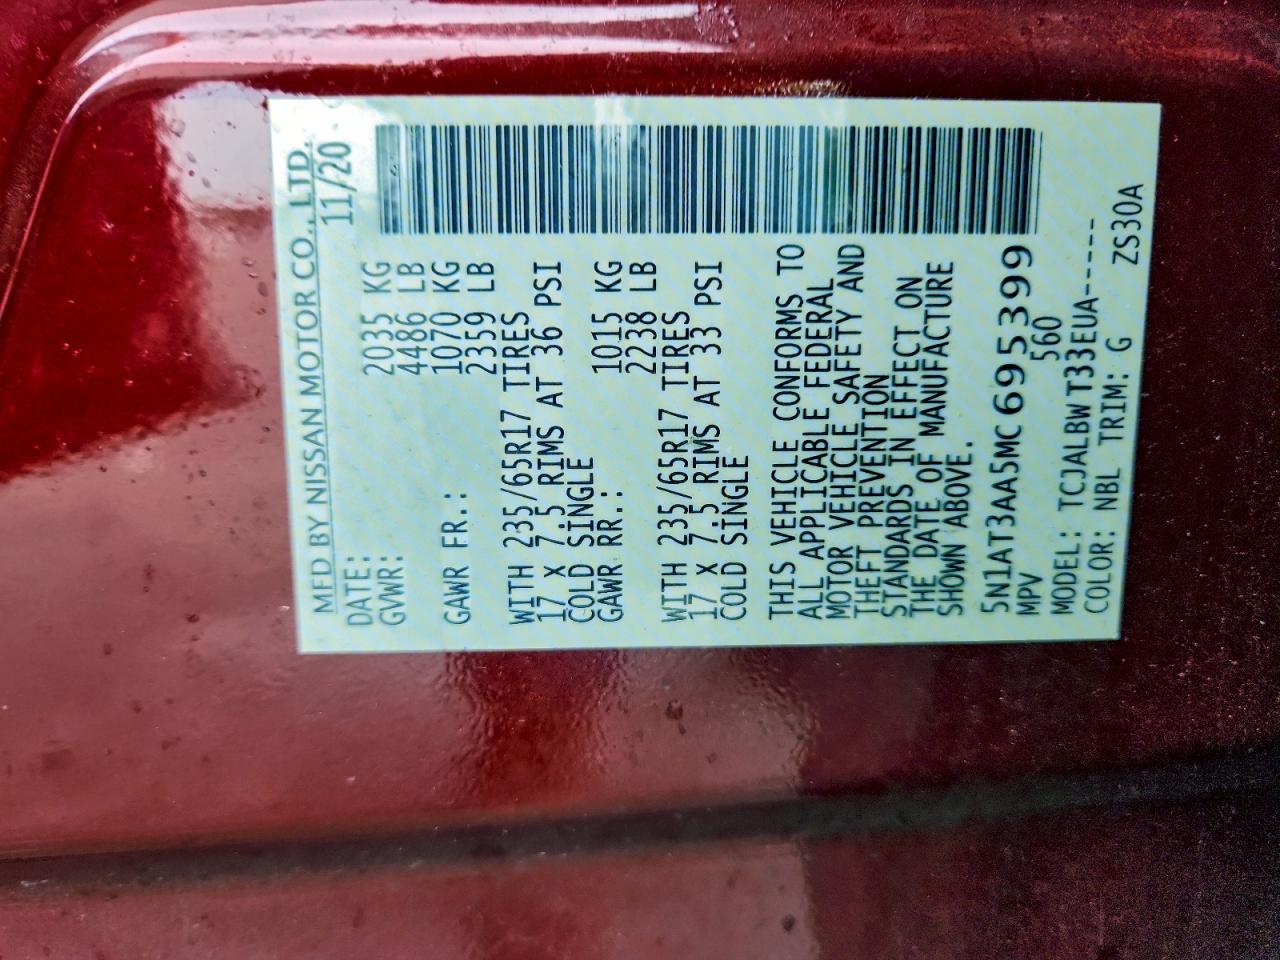 MFD BY NISSAN MOTOR CO., LTD.
DATE: 11/20
GVWR: 2035 KG
4486 LB
GAWR FR.: 1070 KG
2359 LB
WITH 235/65R17 TIRES
17 X 7.5 RIMS AT 36 PSI
COLD SINGLE
GAWR RR.: 1015 KG
2238 LB
WITH 235/65R17 TIRES
17 X 7.5 RIMS AT 33 PSI
COLD SINGLE
THIS VEHICLE CONFORMS TO
ALL APPLICABLE FEDERAL
MOTOR VEHICLE SAFETY AND
THEFT PREVENTION
STANDARDS IN EFFECT ON
THE DATE OF MANUFACTURE
SHOWN ABOVE.
5N1AT3AA5MC695399
MPV 560
MODEL: TCJALBWT33EUA-----
COLOR: NBL TRIM: G ZS30A